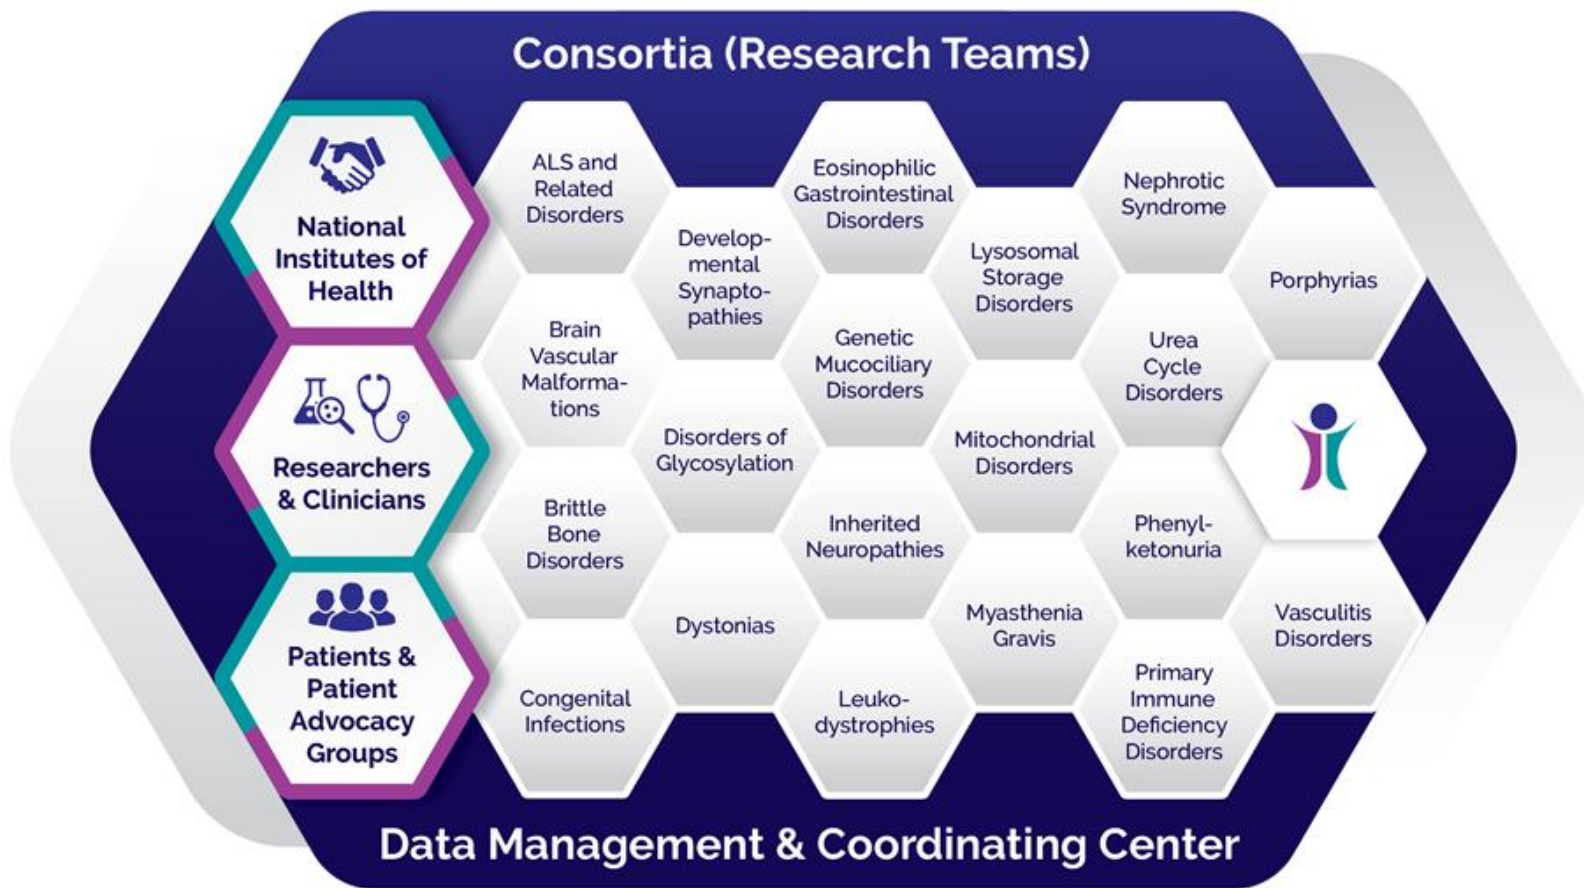 Consortia (Research Teams)
National
Institutes of
Health
Researchers
& Clinicians
Patients &
Patient
Advocacy
Groups
ALS and
Related
Disorders
Brain
Vascular
Malforma-
tions
Brittle
Bone
Disorders
Congenital
Infections
Develop-
mental
Synapto-
pathies
Disorders of
Glycosylation
Dystonias
Eosinophilic
Gastrointestinal
Disorders
Genetic
Mucociliary
Disorders
Inherited
Neuropathies
Leuko-
dystrophies
Lysosomal
Storage
Disorders
Mitochondrial
Disorders
Myasthenia
Gravis
Nephrotic
Syndrome
Urea
Cycle
Disorders
Phenyl-
ketonuria
Primary
Immune
Deficiency
Disorders
Porphyrias
Vasculitis
Disorders
Data Management & Coordinating Center